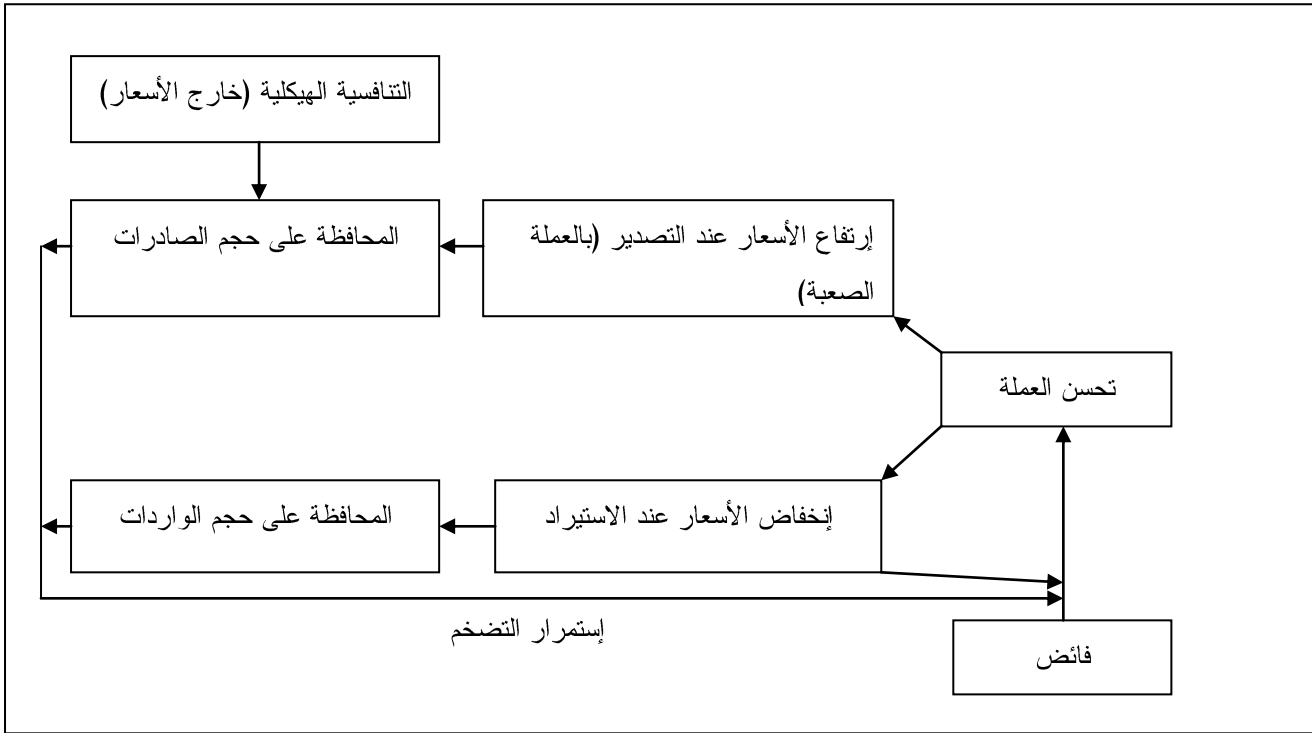 التنافسية الهيكلية (خارج الأسعار)
إرتفاع الأسعار عند التصدير (بالعملة
الصعبة)
المحافظة على حجم الصادرات
تحسن العملة
إنخفاض الأسعار عند الاستيراد
المحافظة على حجم الواردات
إستمرار التضخم
فائض